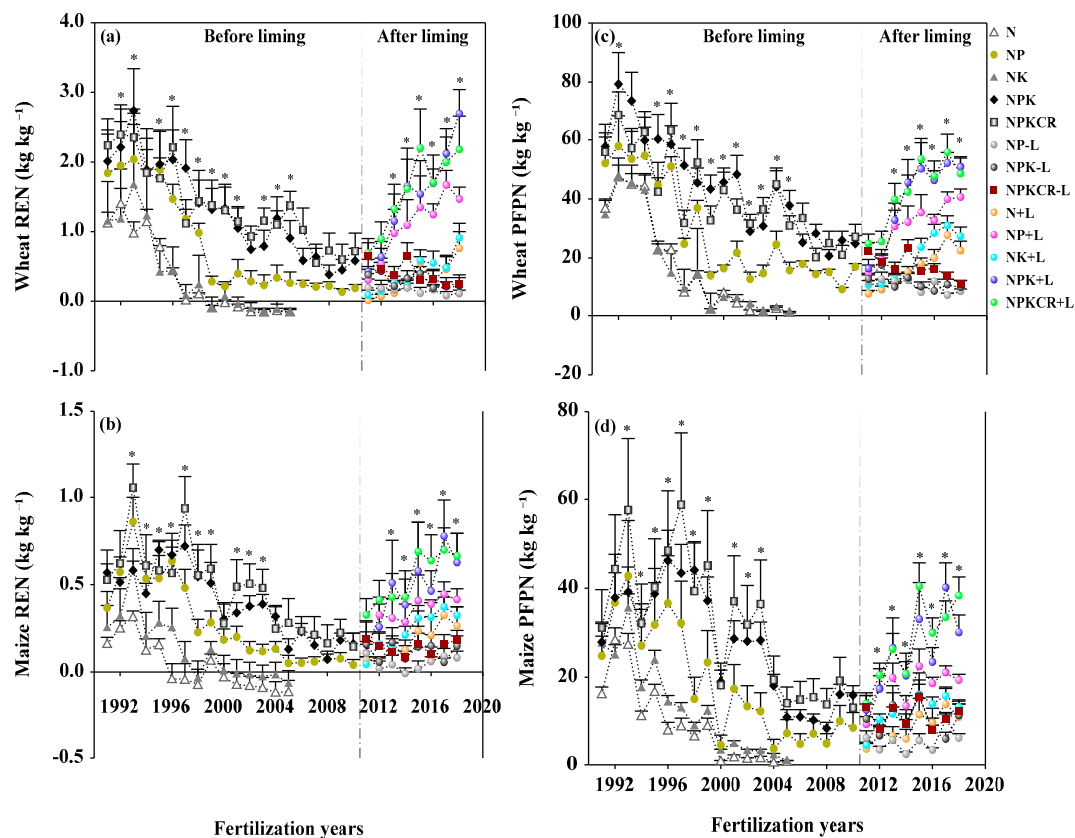 (a) Before liming After liming
Wheat REN (kg kg ⁻¹)
4.0
3.0
2.0
1.0
0.0
-1.0
* * * * * * * * * * * * * * * * * * *
(c) Before liming After liming
Wheat PFPN (kg kg ⁻¹)
100
80
60
40
20
0
-20
* * * * * * * * * * * * * * * * * *
N
NP
NK
NPK
NPKCR
NP-L
NPK-L
NPKCR-L
N+L
NP+L
NK+L
NPK+L
NPKCR+L
(b)
Maize REN (kg kg ⁻¹)
1.5
1.0
0.5
0.0
-0.5
* * * * * * * * * * * * * * * *
1992 1996 2000 2004 2008 2012 2016 2020
Fertilization years
(d)
Maize PFPN (kg kg ⁻¹)
80
60
40
20
0
* * * * * * * * * * * * * * * *
1992 1996 2000 2004 2008 2012 2016 2020
Fertilization years